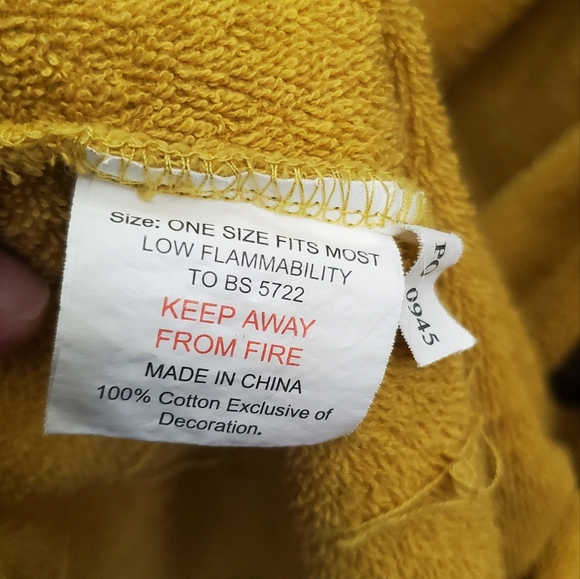 Size: ONE SIZE FITS MOST
LOW FLAMMABILITY
TO BS 5722
KEEP AWAY
FROM FIRE
MADE IN CHINA
100% Cotton Exclusive of
Decoration.
PO
0945